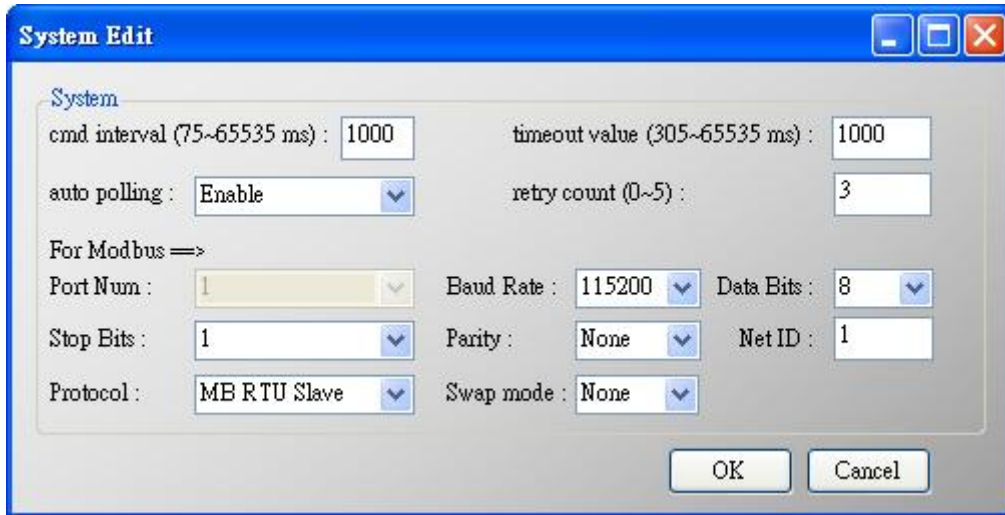 System Edit
System
cmd interval (75~65535 ms) : 1000 timeout value (305~65535 ms) : 1000
auto polling : Enable retry count (0~5) : 3
For Modbus ==>
Port Num : 1 Baud Rate : 115200 Data Bits : 8
Stop Bits : 1 Parity : None Net ID : 1
Protocol : MB RTU Slave Swap mode : None
OK Cancel